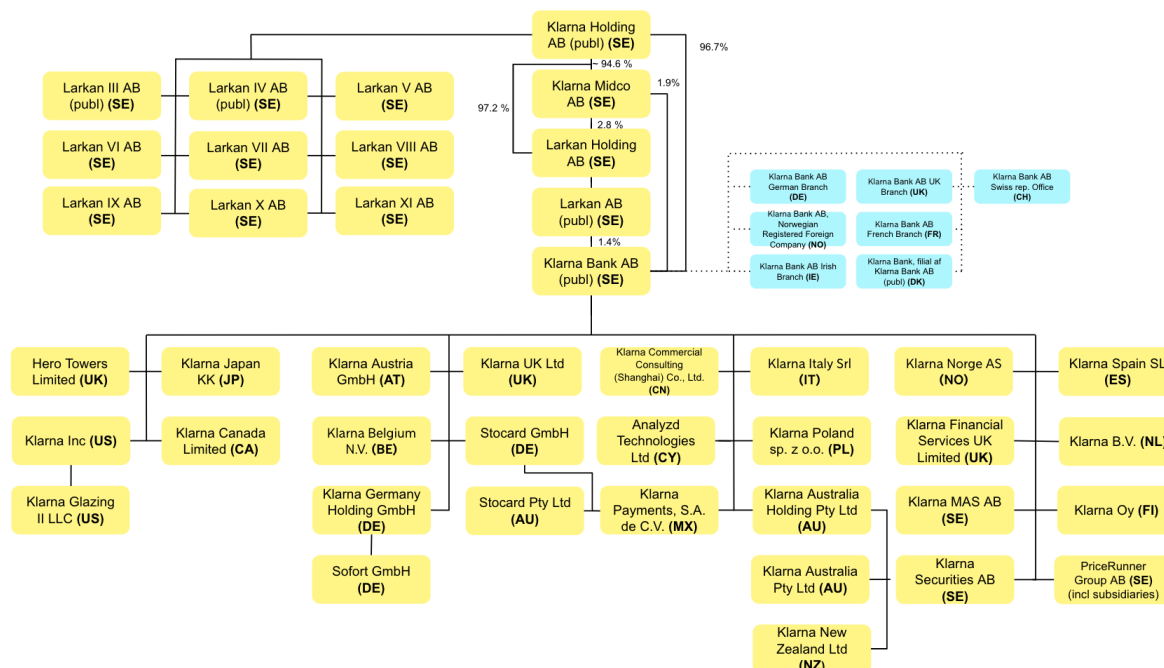 Klarna Holding
AB (publ) (SE)
96.7%
94.6 %
1.9%
97.2 %
Klarna Midco
AB (SE)
2.8 %
Larkan Holding
AB (SE)
Larkan AB
(publ) (SE)
1.4%
Klarna Bank AB
(publ) (SE)
Larkan III AB
(publ) (SE)
Larkan IV AB
(publ) (SE)
Larkan V AB
(SE)
Larkan VI AB
(SE)
Larkan VII AB
(SE)
Larkan VIII AB
(SE)
Larkan IX AB
(SE)
Larkan X AB
(SE)
Larkan XI AB
(SE)
Klarna Bank AB
German Branch
(DE)
Klarna Bank AB UK
Branch (UK)
Klarna Bank AB
Swiss rep. Office
(CH)
Klarna Bank AB,
Norwegian
Registered Foreign
Company (NO)
Klarna Bank AB
French Branch (FR)
Klarna Bank AB Irish
Branch (IE)
Klarna Bank, filial af
Klarna Bank AB
(publ) (DK)
Hero Towers
Limited (UK)
Klarna Japan
KK (JP)
Klarna Austria
GmbH (AT)
Klarna UK Ltd
(UK)
Klarna Commercial
Consulting
(Shanghai) Co., Ltd.
(CN)
Klarna Italy Srl
(IT)
Klarna Norge AS
(NO)
Klarna Spain SL
(ES)
Klarna Inc (US)
Klarna Canada
Limited (CA)
Klarna Belgium
N.V. (BE)
Stocard GmbH
(DE)
Analyzd
Technologies
Ltd (CY)
Klarna Poland
sp. z o.o. (PL)
Klarna Financial
Services UK
Limited (UK)
Klarna B.V. (NL)
Klarna Glazing
II LLC (US)
Klarna Germany
Holding GmbH
(DE)
Stocard Pty Ltd
(AU)
Klarna
Payments, S.A.
de C.V. (MX)
Klarna Australia
Holding Pty Ltd
(AU)
Klarna MAS AB
(SE)
Klarna Oy (FI)
Sofort GmbH
(DE)
Klarna Australia
Pty Ltd (AU)
Klarna
Securities AB
(SE)
PriceRunner
Group AB (SE)
(incl subsidiaries)
Klarna New
Zealand Ltd
(NZ)